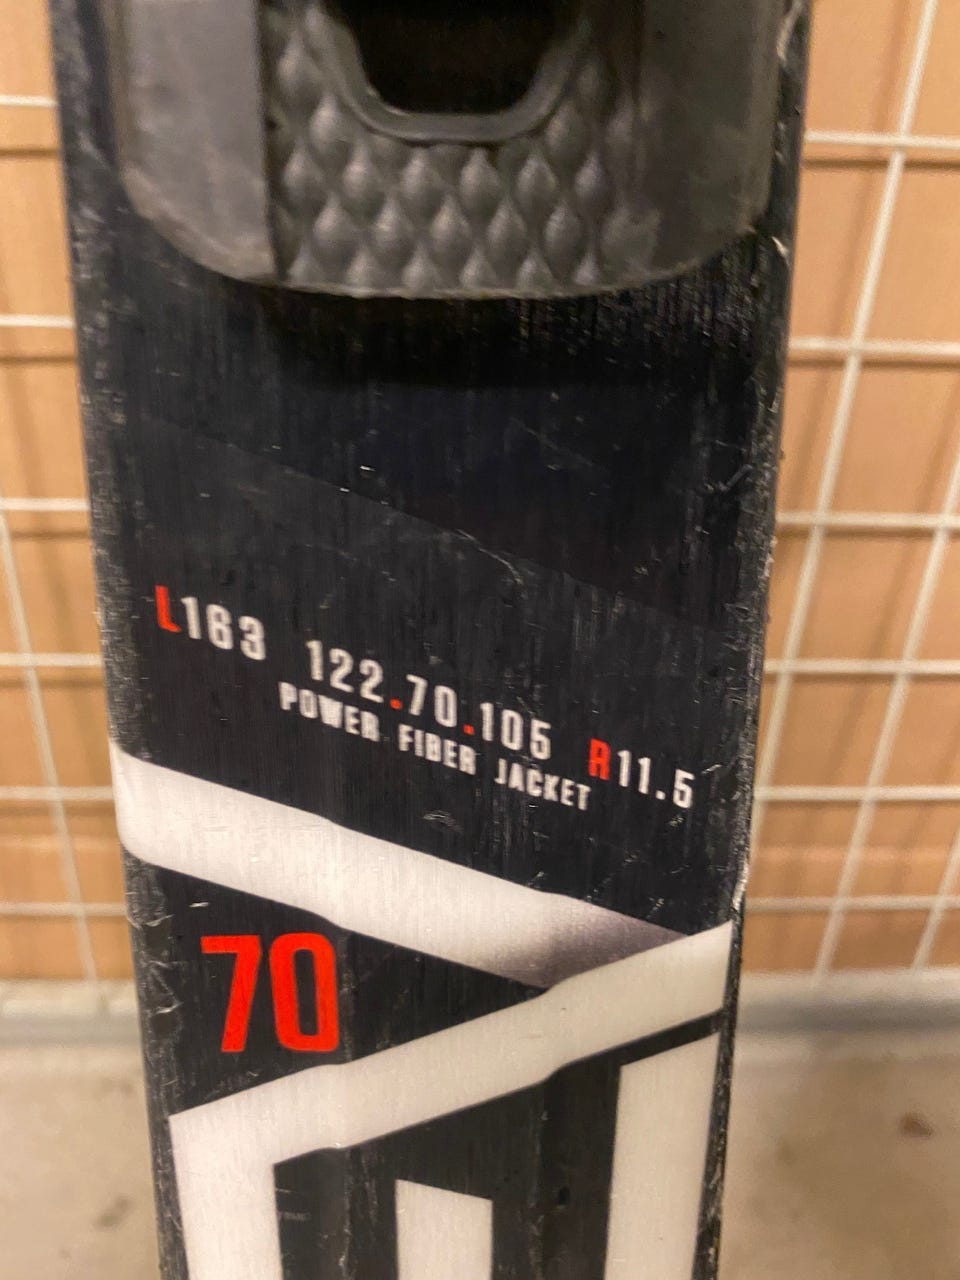 L163 122.70.105 R11.5
POWER FIBER JACKET
70